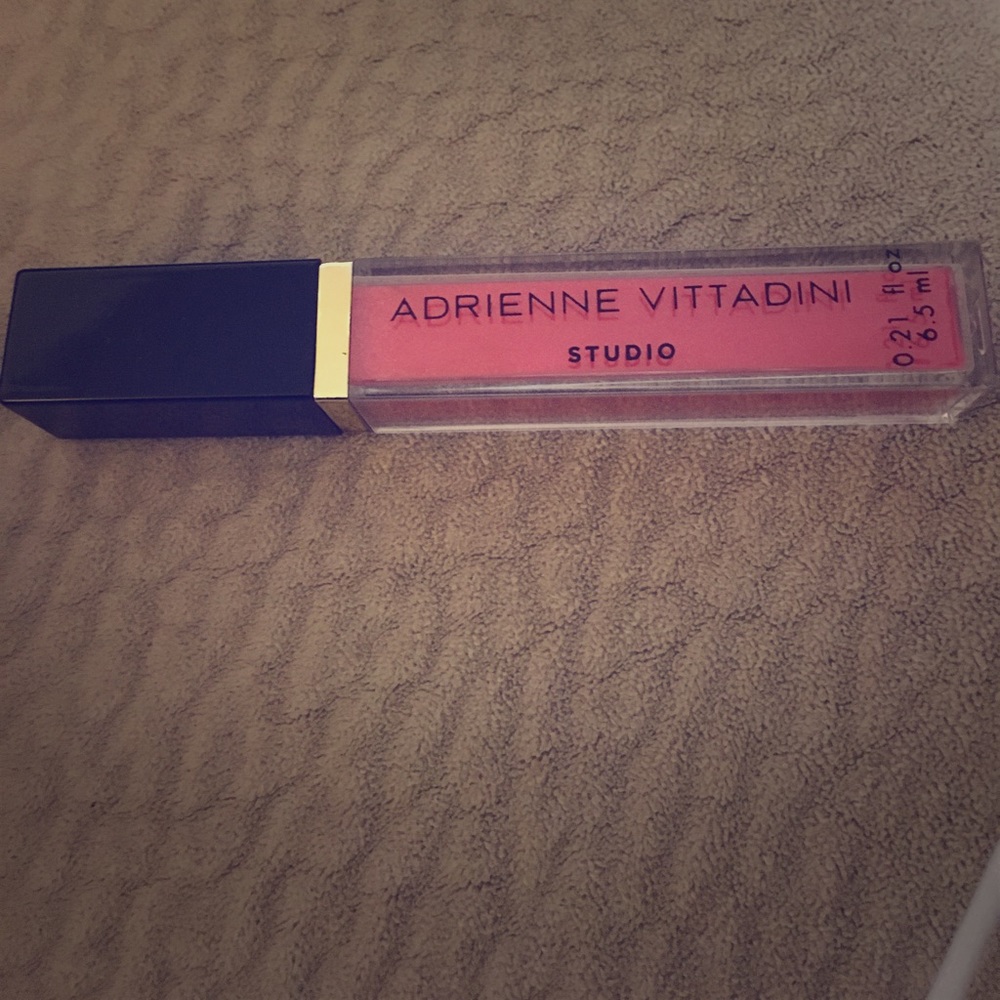 ADRIENNE VITTADINI
STUDIO
0.21 fl oz
6.5 ml